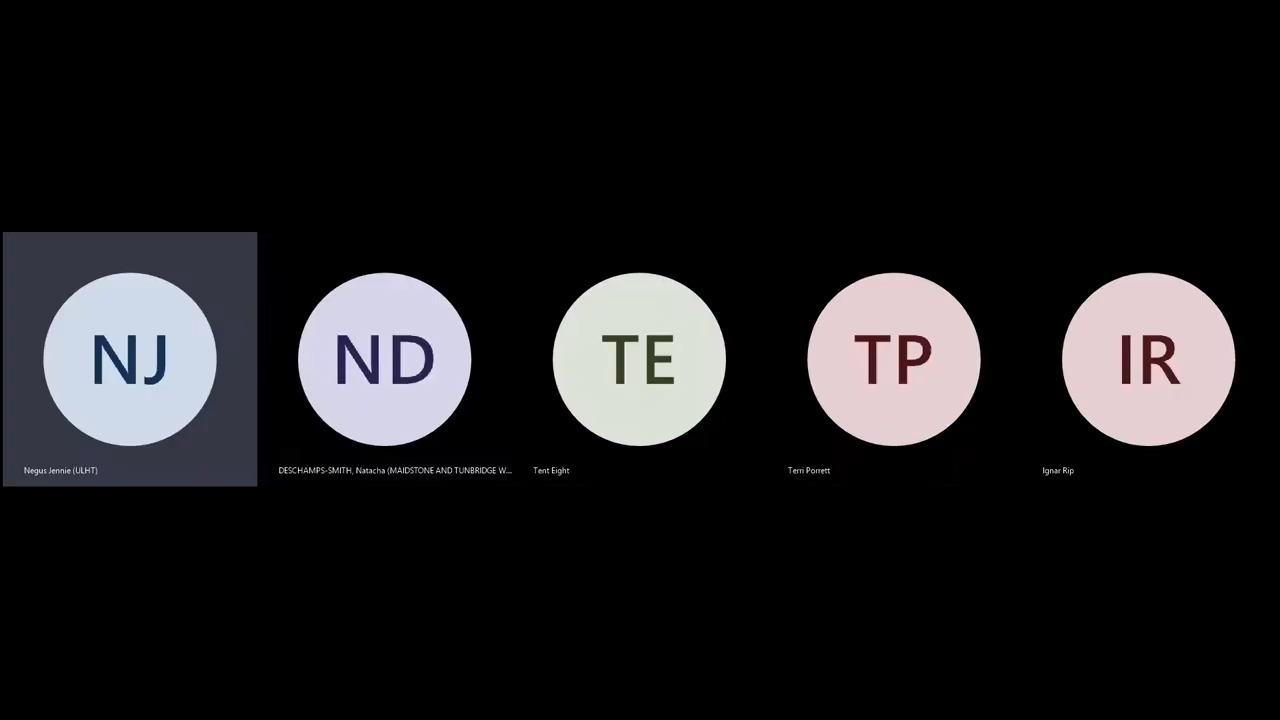 NJ
ND
TE
TP
IR
Negus Jennie (ULHT)
DESCHAMPS-SMITH, Natacha (MAIDSTONE AND TUNBRIDGE W...
Tent Eight
Terri Porrett
Ignar Rip